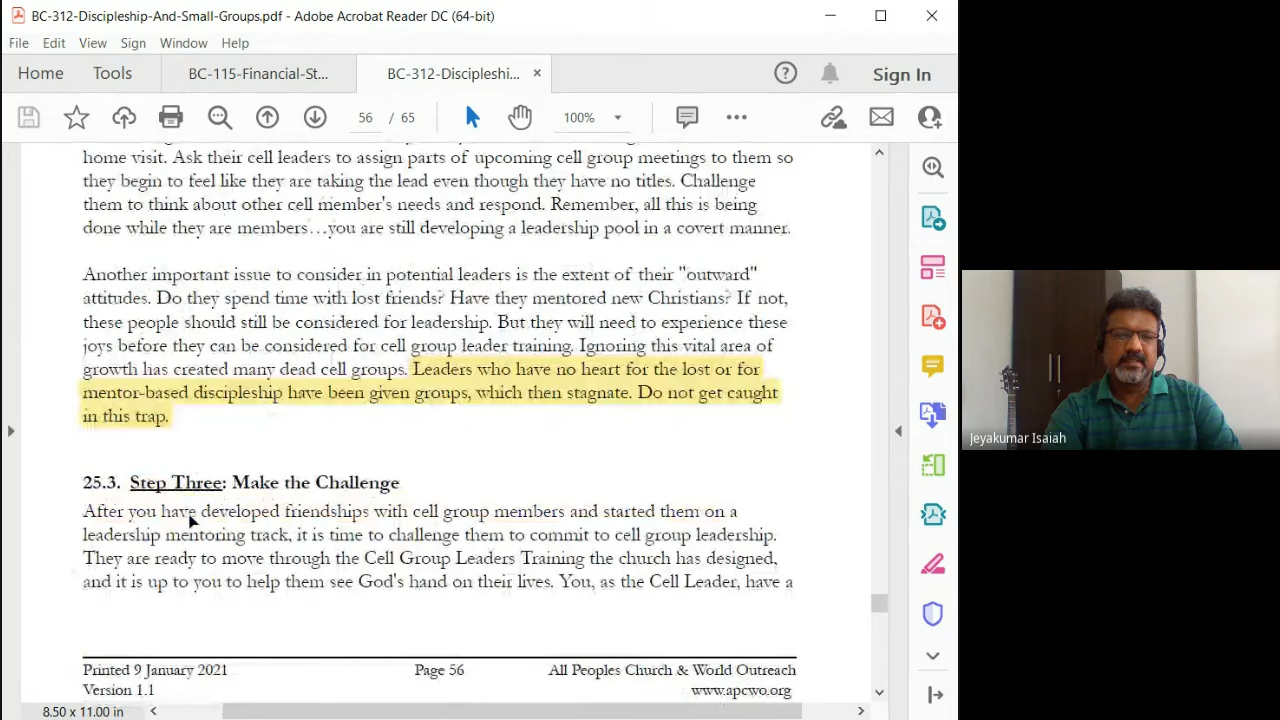 BC-312-Discipleship-And-Small-Groups.pdf - Adobe Acrobat Reader DC (64-bit)
File Edit View Sign Window Help
Home Tools BC-115-Financial-St... BC-312-Discipleshi... Sign In
56 / 65 100%
home visit. Ask their cell leaders to assign parts of upcoming cell group meetings to them so
they begin to feel like they are taking the lead even though they have no titles. Challenge
them to think about other cell member's needs and respond. Remember, all this is being
done while they are members…you are still developing a leadership pool in a covert manner.
Another important issue to consider in potential leaders is the extent of their "outward"
attitudes. Do they spend time with lost friends? Have they mentored new Christians? If not,
these people should still be considered for leadership. But they will need to experience these
joys before they can be considered for cell group leader training. Ignoring this vital area of
growth has created many dead cell groups. Leaders who have no heart for the lost or for
mentor-based discipleship have been given groups, which then stagnate. Do not get caught
in this trap.
25.3. Step Three: Make the Challenge
After you have developed friendships with cell group members and started them on a
leadership mentoring track, it is time to challenge them to commit to cell group leadership.
They are ready to move through the Cell Group Leaders Training the church has designed,
and it is up to you to help them see God's hand on their lives. You, as the Cell Leader, have a
Printed 9 January 2021 Page 56 All Peoples Church & World Outreach
Version 1.1 www.apcwo.org
8.50 x 11.00 in
Jeyakumar Isaiah